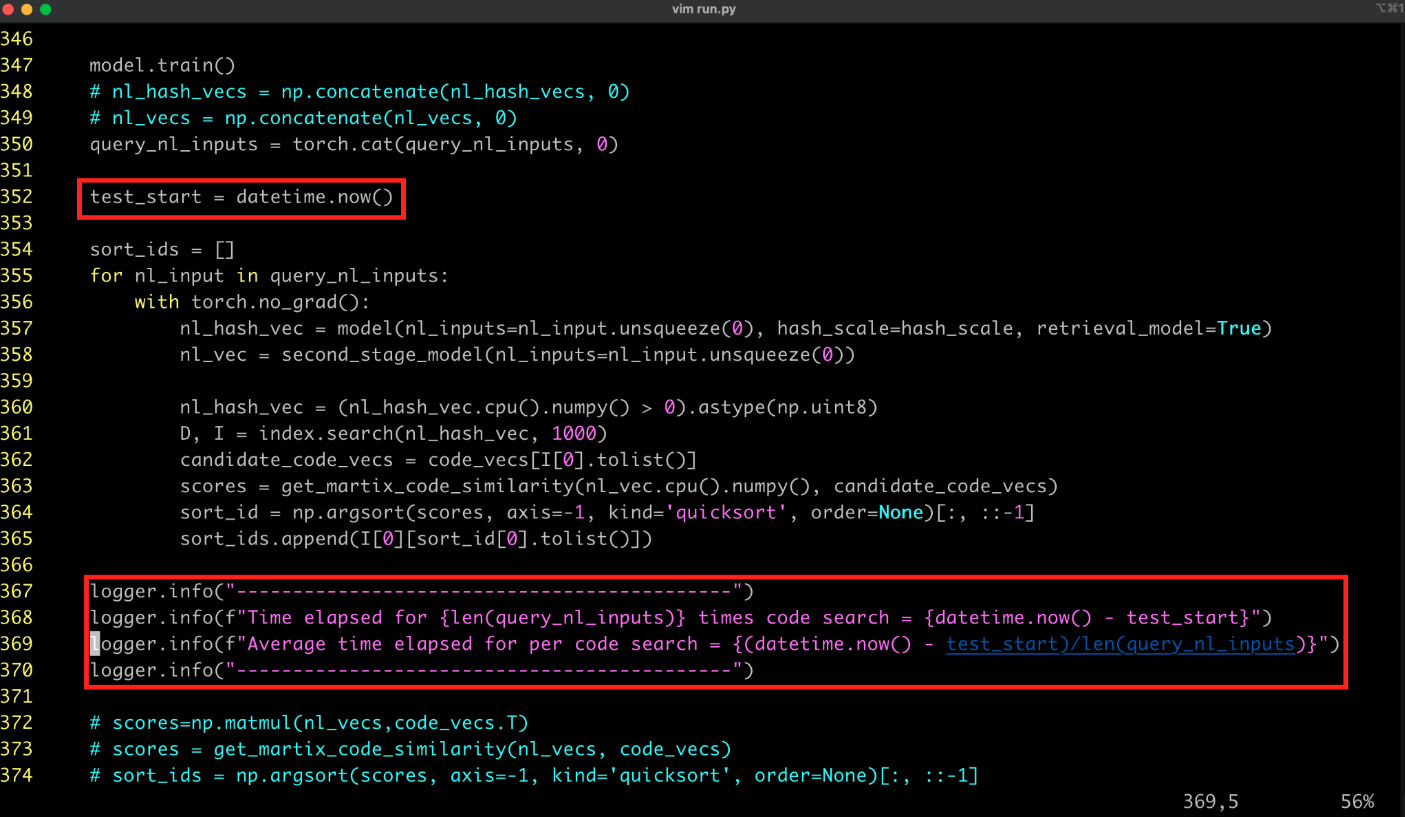 vim run.py
⌥⌘1
346
347 model.train()
348 # nl_hash_vecs = np.concatenate(nl_hash_vecs, 0)
349 # nl_vecs = np.concatenate(nl_vecs, 0)
350 query_nl_inputs = torch.cat(query_nl_inputs, 0)
351
352 test_start = datetime.now()
353
354 sort_ids = []
355 for nl_input in query_nl_inputs:
356 with torch.no_grad():
357 nl_hash_vec = model(nl_inputs=nl_input.unsqueeze(0), hash_scale=hash_scale, retrieval_model=True)
358 nl_vec = second_stage_model(nl_inputs=nl_input.unsqueeze(0))
359
360 nl_hash_vec = (nl_hash_vec.cpu().numpy() > 0).astype(np.uint8)
361 D, I = index.search(nl_hash_vec, 1000)
362 candidate_code_vecs = code_vecs[I[0].tolist()]
363 scores = get_martix_code_similarity(nl_vec.cpu().numpy(), candidate_code_vecs)
364 sort_id = np.argsort(scores, axis=-1, kind='quicksort', order=None)[:, ::-1]
365 sort_ids.append(I[0][sort_id[0].tolist()])
366
367 logger.info("--------------------------------------------")
368 logger.info(f"Time elapsed for {len(query_nl_inputs)} times code search = {datetime.now() - test_start}")
369 logger.info(f"Average time elapsed for per code search = {(datetime.now() - test_start)/len(query_nl_inputs)}")
370 logger.info("--------------------------------------------")
371
372 # scores=np.matmul(nl_vecs,code_vecs.T)
373 # scores = get_martix_code_similarity(nl_vecs, code_vecs)
374 # sort_ids = np.argsort(scores, axis=-1, kind='quicksort', order=None)[:, ::-1]
369,5 56%